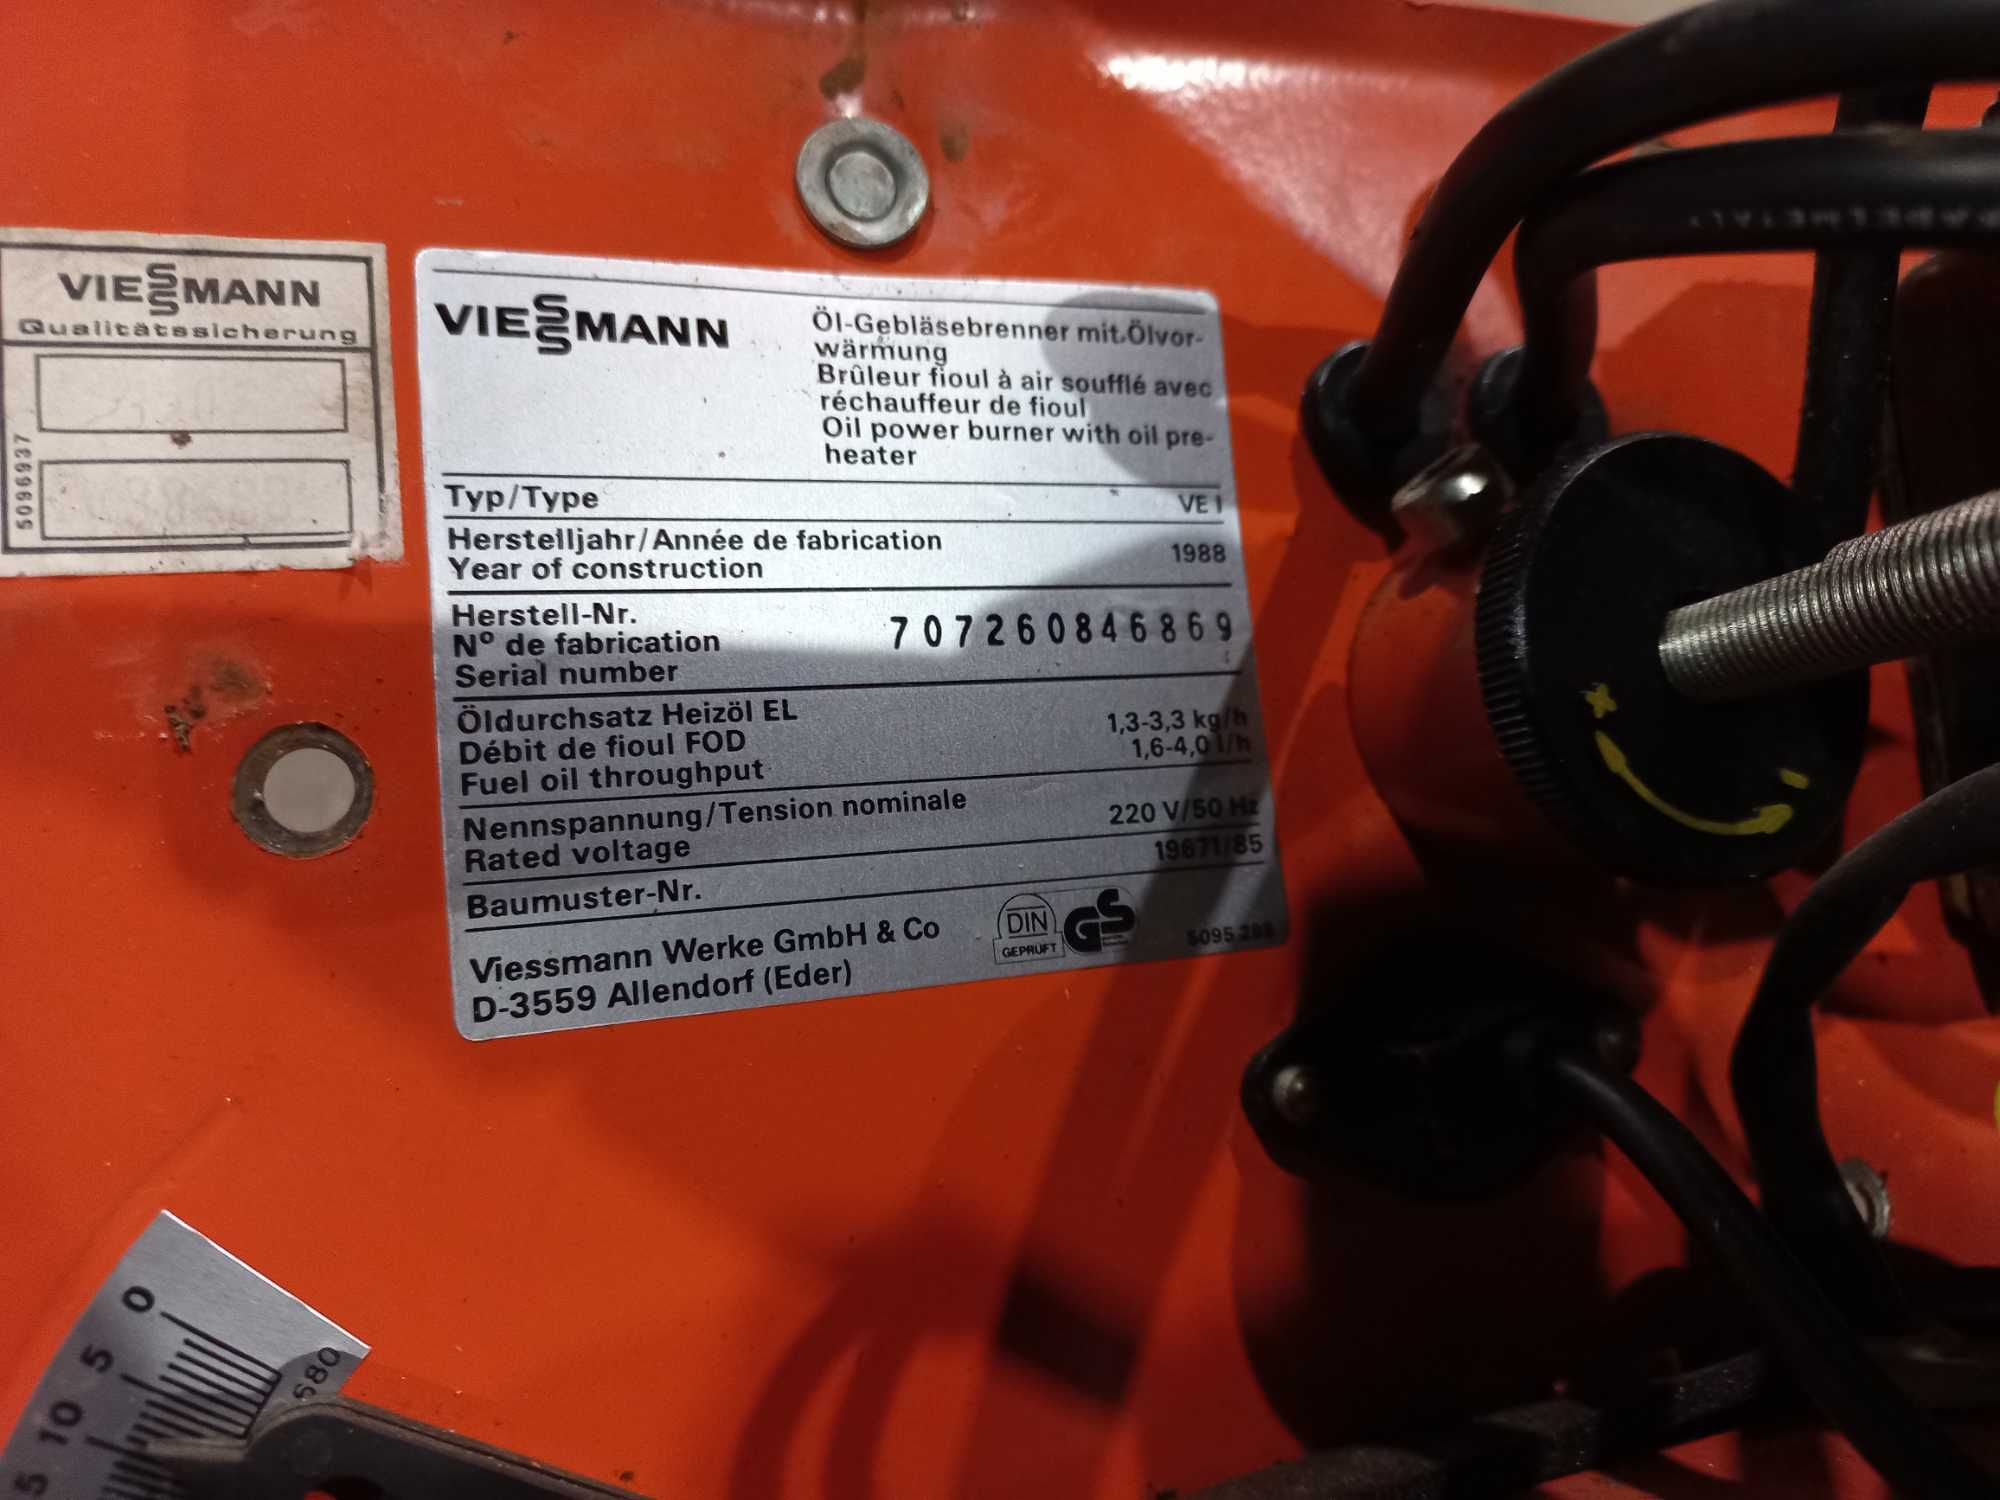 VIESSMANN
Qualitätssicherung
5096937
VIESSMANN
Öl-Gebläsebrenner mit Ölvor-
wärmung
Brûleur fioul à air soufflé avec
réchauffeur de fioul
Oil power burner with oil pre-
heater
Typ/Type VE I
Herstelljahr/Année de fabrication
Year of construction 1988
Herstell-Nr.
N° de fabrication 707260846869
Serial number
Öldurchsatz Heizöl EL
Débit de fioul FOD 1,3-3,3 kg/h
Fuel oil throughput 1,6-4,0 l/h
Nennspannung/Tension nominale
Rated voltage 220 V/50 Hz
Baumuster-Nr. 19671/85
Viessmann Werke GmbH & Co
D-3559 Allendorf (Eder)
DIN
GEPRÜFT
GS
5095
0
5
10
680
+
-